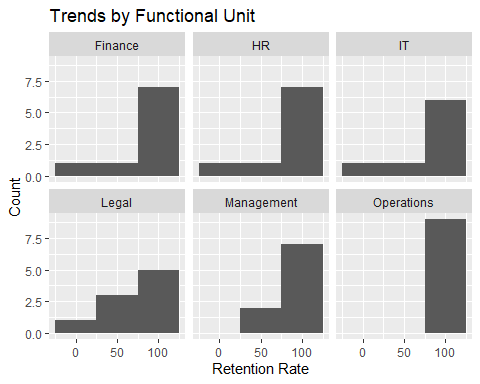 Trends by Functional Unit
Finance HR IT
7.5
5.0
2.5
0.0
Legal Management Operations
7.5
5.0
2.5
0.0
Count
0 50 100 0 50 100 0 50 100
Retention Rate